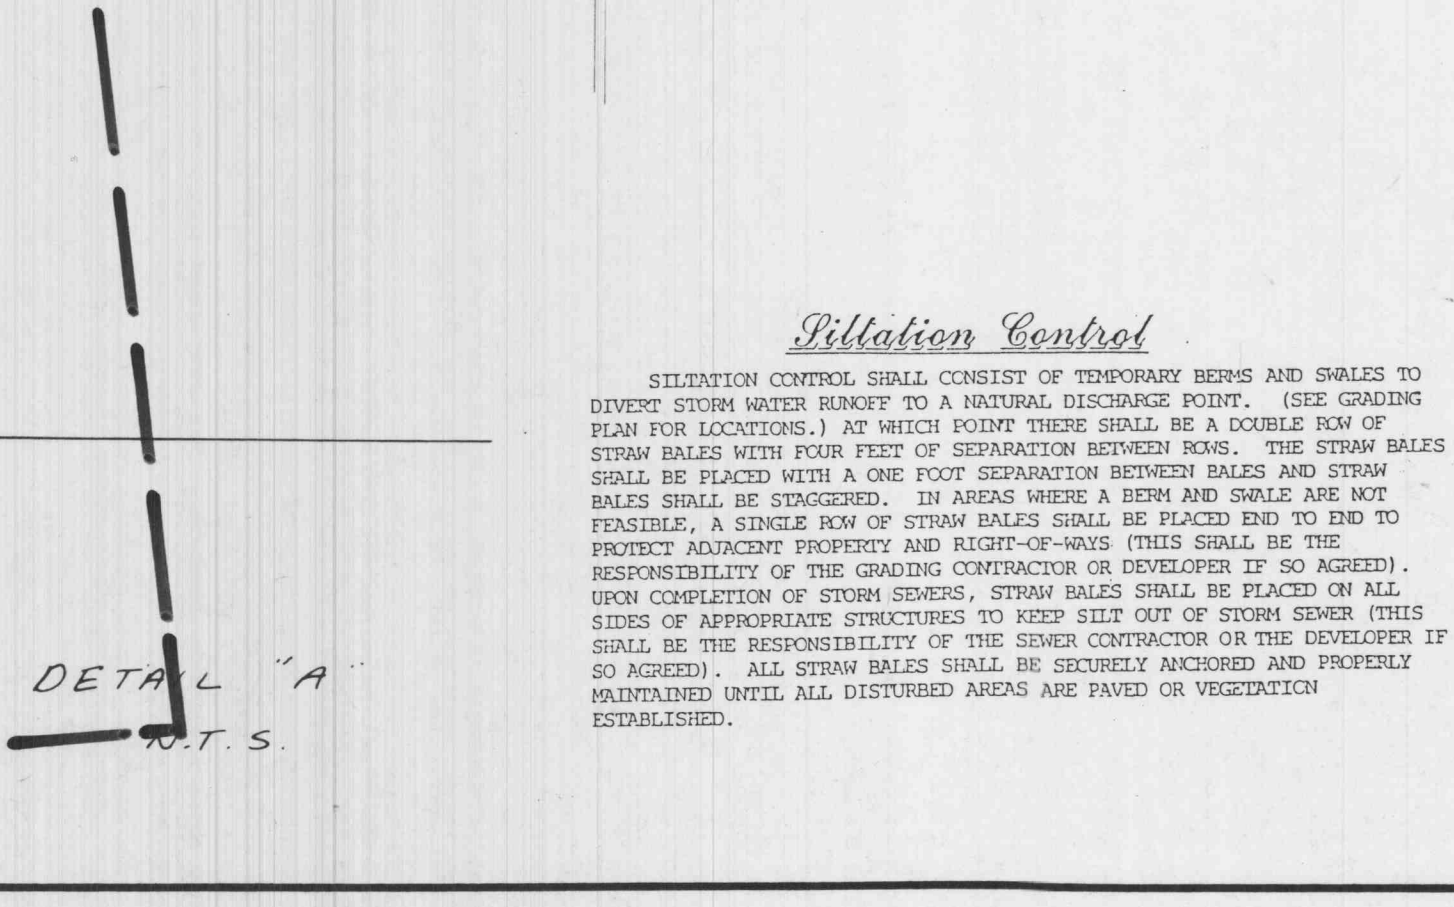 Siltation Control
SILTATION CONTROL SHALL CONSIST OF TEMPORARY BERMS AND SWALES TO
DIVERT STORM WATER RUNOFF TO A NATURAL DISCHARGE POINT. (SEE GRADING
PLAN FOR LOCATIONS.) AT WHICH POINT THERE SHALL BE A DOUBLE ROW OF
STRAW BALES WITH FOUR FEET OF SEPARATION BETWEEN ROWS. THE STRAW BALES
SHALL BE PLACED WITH A ONE FOOT SEPARATION BETWEEN BALES AND STRAW
BALES SHALL BE STAGGERED. IN AREAS WHERE A BERM AND SWALE ARE NOT
FEASIBLE, A SINGLE ROW OF STRAW BALES SHALL BE PLACED END TO END TO
PROTECT ADJACENT PROPERTY AND RIGHT-OF-WAYS (THIS SHALL BE THE
RESPONSIBILITY OF THE GRADING CONTRACTOR OR DEVELOPER IF SO AGREED).
UPON COMPLETION OF STORM SEWERS, STRAW BALES SHALL BE PLACED ON ALL
SIDES OF APPROPRIATE STRUCTURES TO KEEP SILT OUT OF STORM SEWER (THIS
SHALL BE THE RESPONSIBILITY OF THE SEWER CONTRACTOR OR THE DEVELOPER IF
SO AGREED). ALL STRAW BALES SHALL BE SECURELY ANCHORED AND PROPERLY
MAINTAINED UNTIL ALL DISTURBED AREAS ARE PAVED OR VEGETATION
ESTABLISHED.
DETAIL "A"
N.T.S.